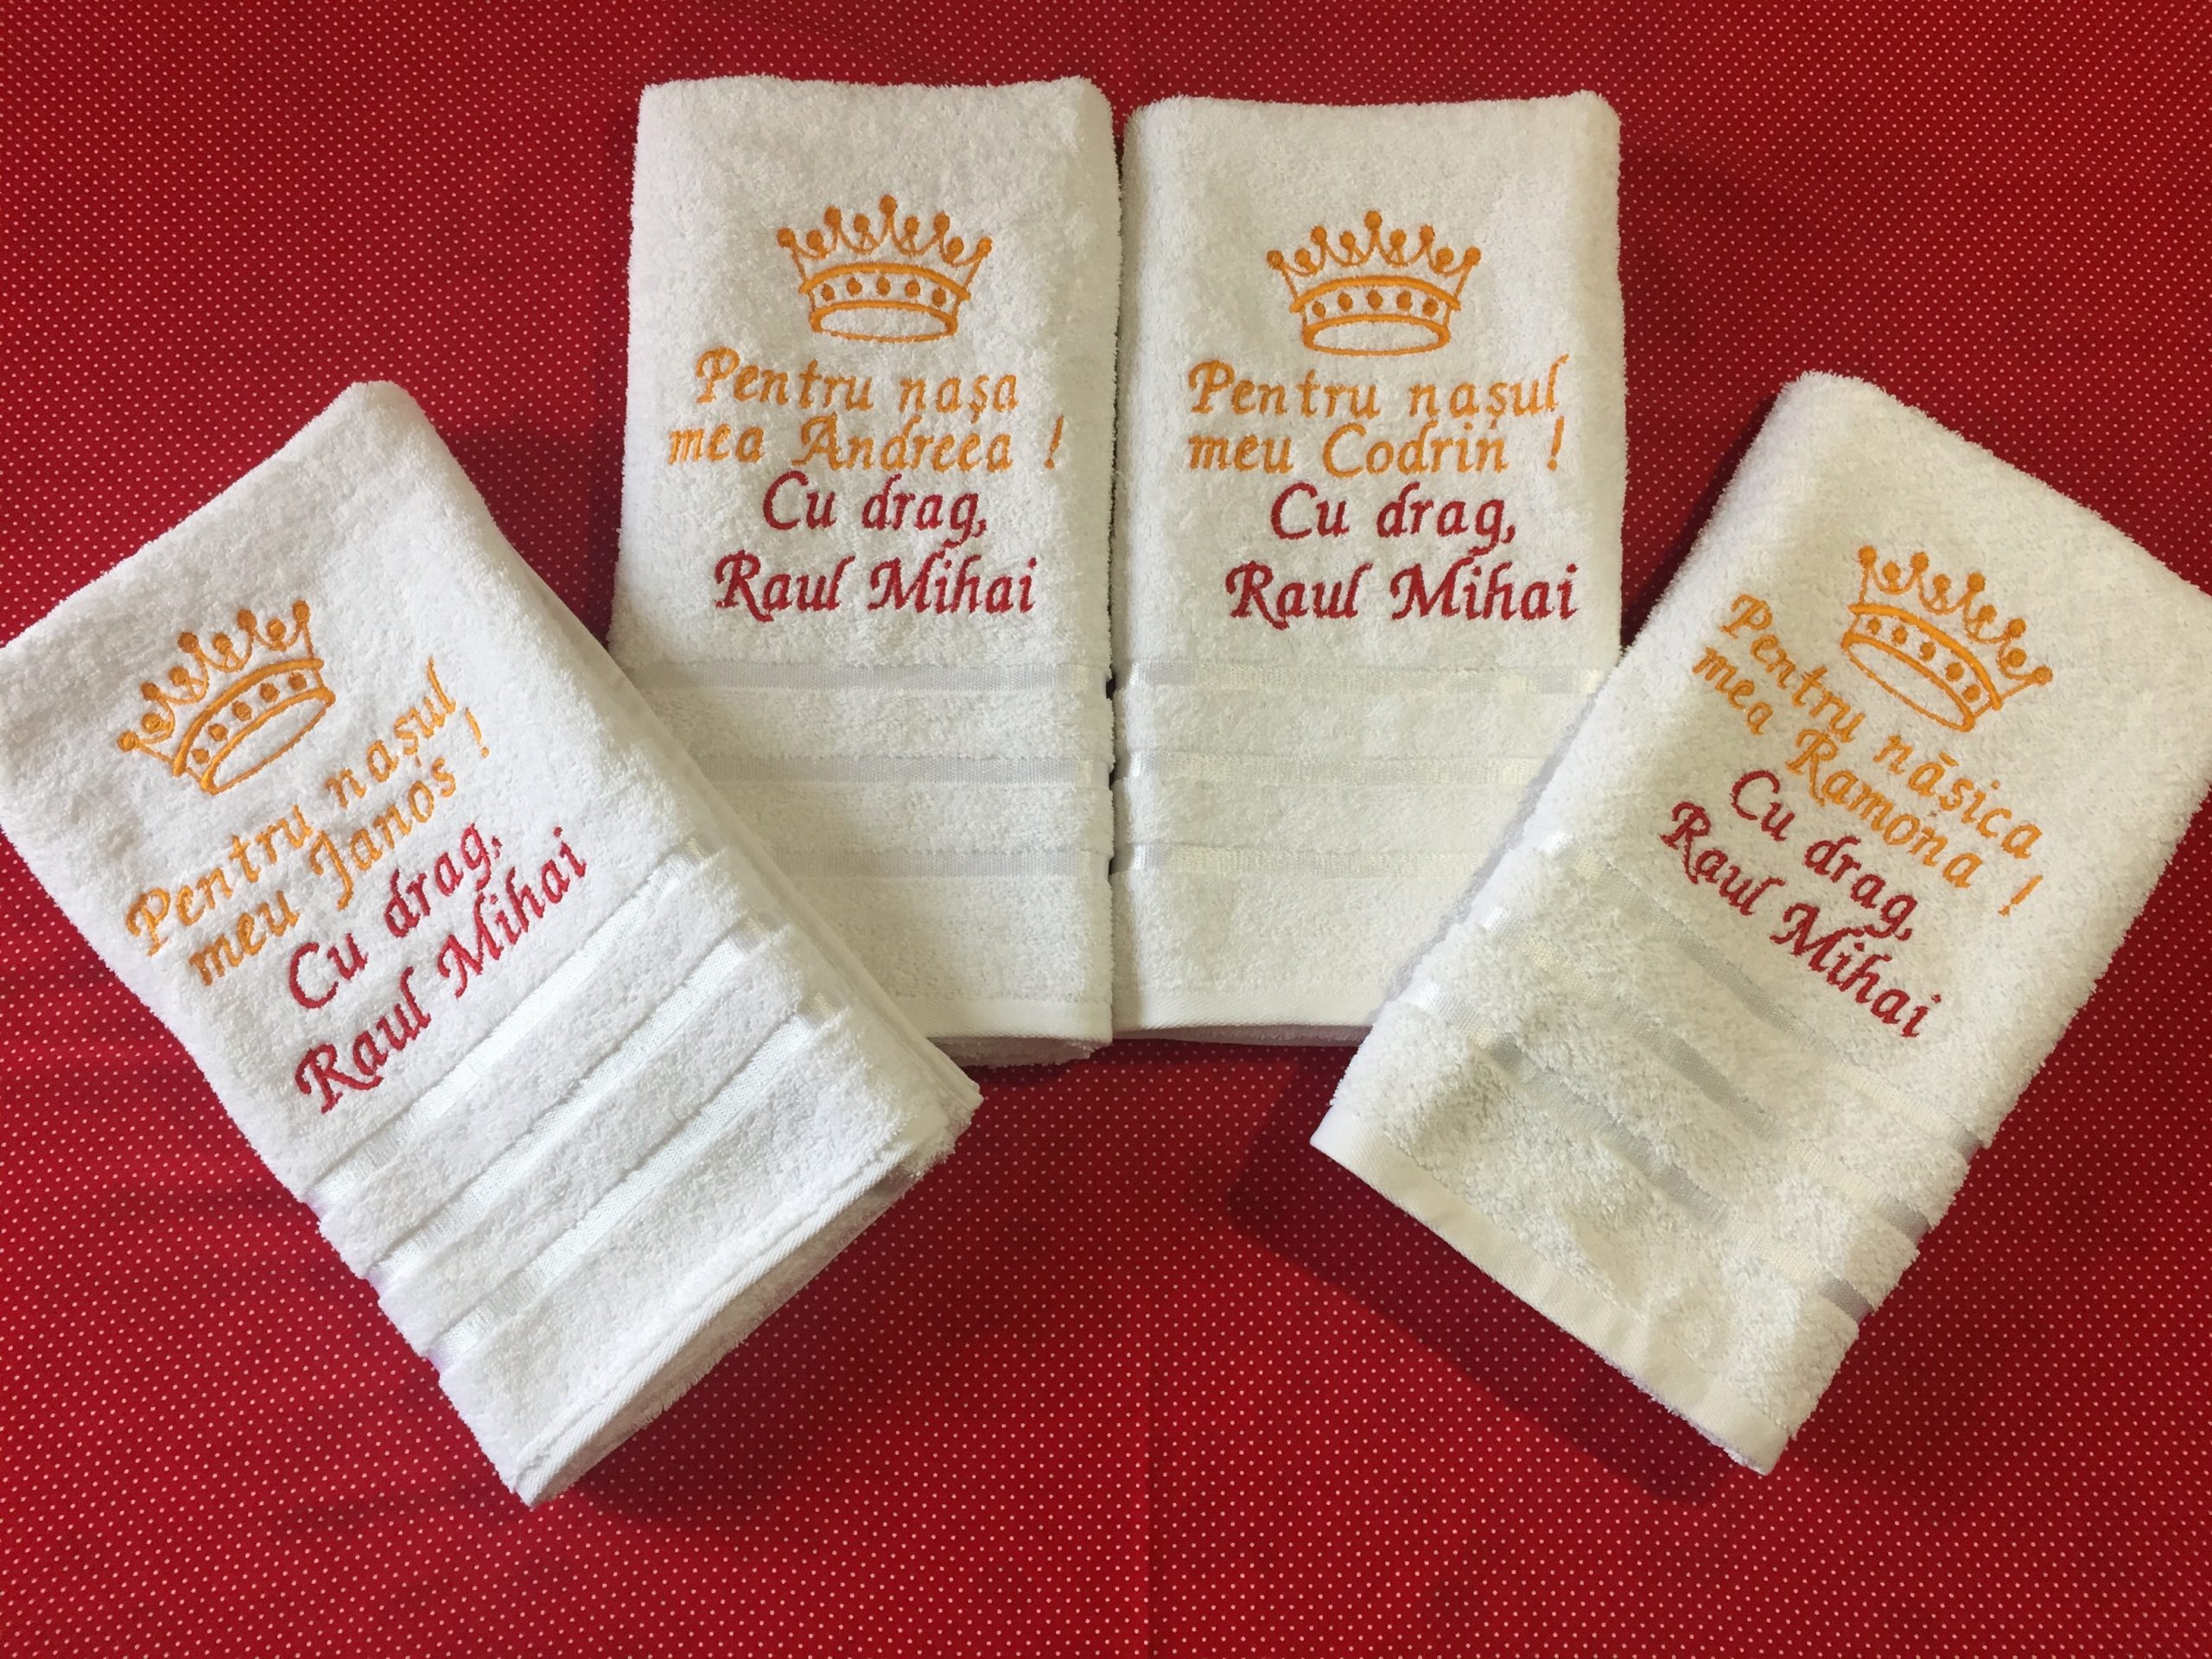 Pentru nașul
meu Janos !
Cu drag,
Raul Mihai
Pentru nașa
mea Andreea !
Cu drag,
Raul Mihai
Pentru nașul
meu Codrin !
Cu drag,
Raul Mihai
Pentru nășica
mea Ramona !
Cu drag,
Raul Mihai